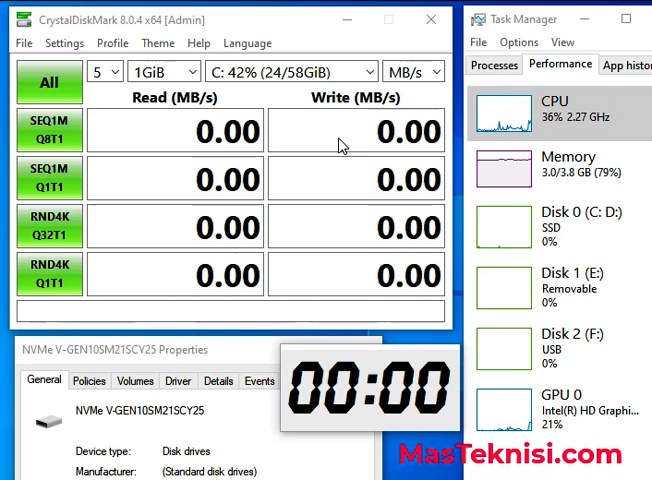 CrystalDiskMark 8.0.4 x64 [Admin]
File Settings Profile Theme Help Language
All
5
1GiB
C: 42% (24/58GiB)
MB/s
Read (MB/s)
Write (MB/s)
SEQ1M
Q8T1
0.00
0.00
SEQ1M
Q1T1
0.00
0.00
RND4K
Q32T1
0.00
0.00
RND4K
Q1T1
0.00
0.00
NVMe V-GEN10SM21SCY25 Properties
General Policies Volumes Driver Details Events
NVMe V-GEN10SM21SCY25
Device type: Disk drives
Manufacturer: (Standard disk drives)
00:00
Task Manager
File Options View
Processes Performance App histor
CPU
36% 2.27 GHz
Memory
3.0/3.8 GB (79%)
Disk 0 (C: D:)
SSD
0%
Disk 1 (E:)
Removable
0%
Disk 2 (F:)
USB
0%
GPU 0
Intel(R) HD Graphi...
21%
MasTeknisi.com